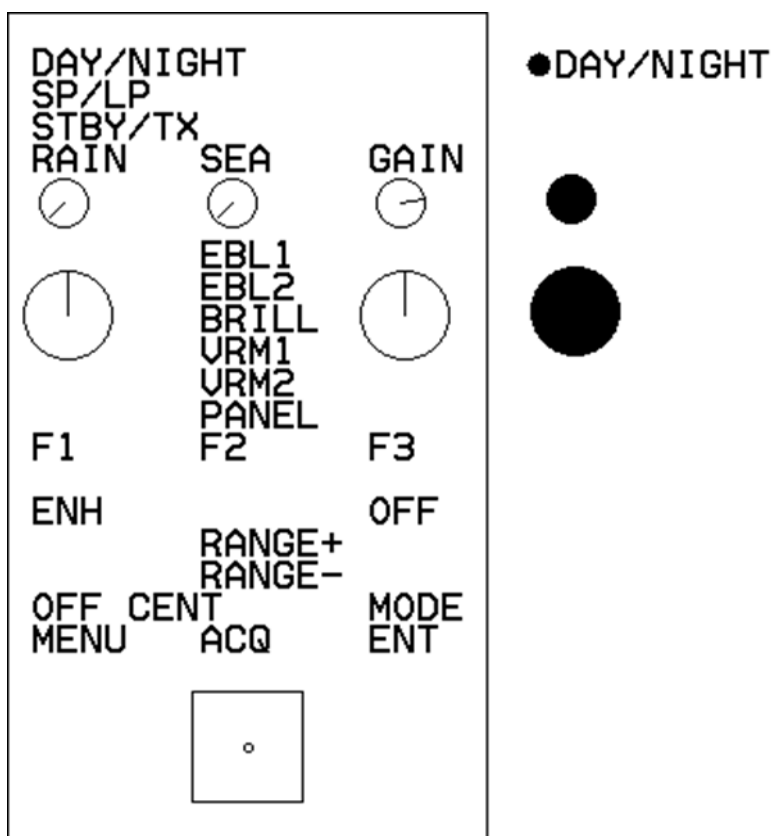 DAY/NIGHT
SP/LP
STBY/TX
RAIN SEA GAIN
EBL1
EBL2
BRILL
VRM1
VRM2
PANEL
F1 F2 F3
ENH OFF
RANGE+
RANGE-
OFF CENT MODE
MENU ACQ ENT
●DAY/NIGHT